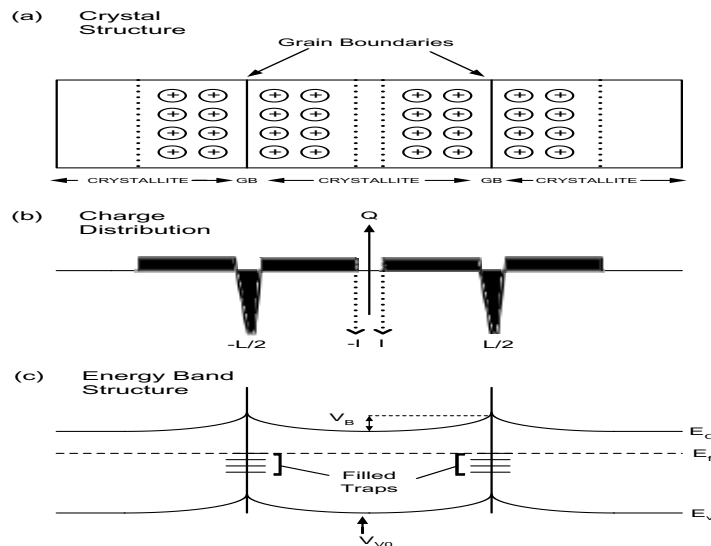 (a) Crystal
Structure
Grain Boundaries
CRYSTALLITE GB CRYSTALLITE GB CRYSTALLITE
(b) Charge
Distribution
Q
-L/2 -l l L/2
(c) Energy Band
Structure
V_B
E_c
E_f
Filled
Traps
E_v
V_Vo